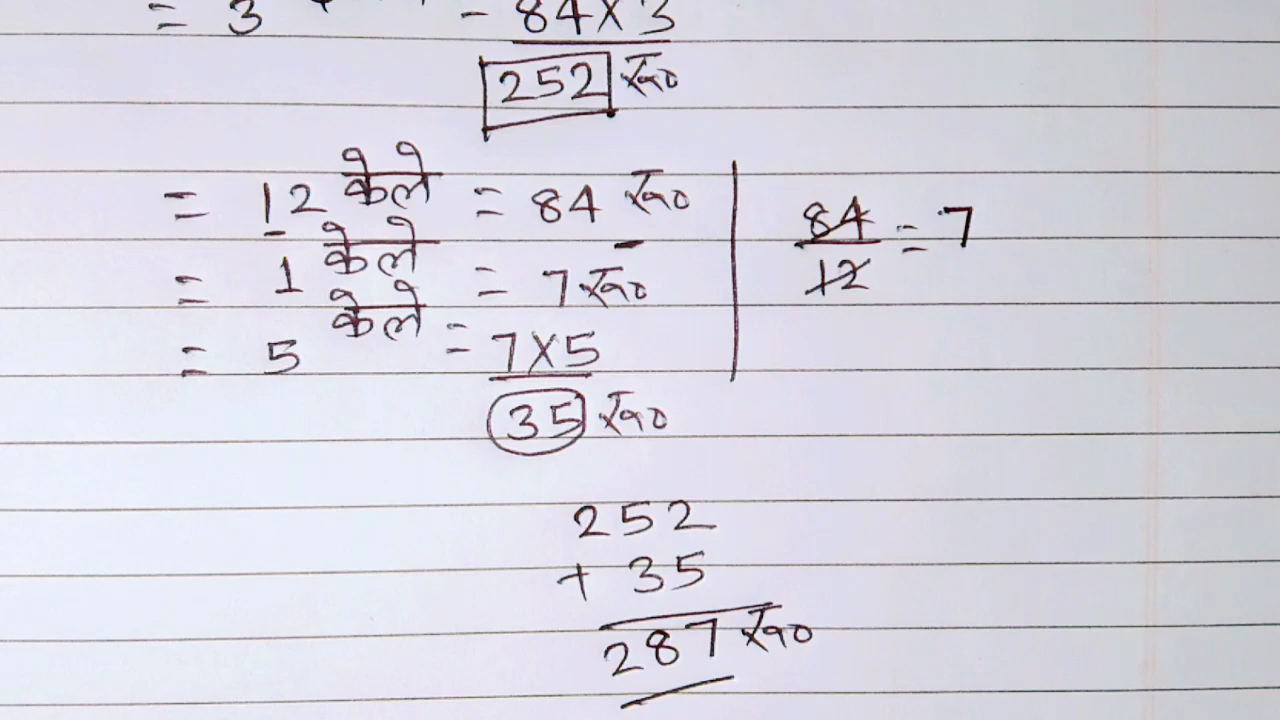 = 3 = 84×3
252 रू०
= 12 केले = 84 रू०
= 1 केले = 7 रू०
= 5 केले = 7×5
35 रू०
84/12 = 7
252
+ 35
287 रू०